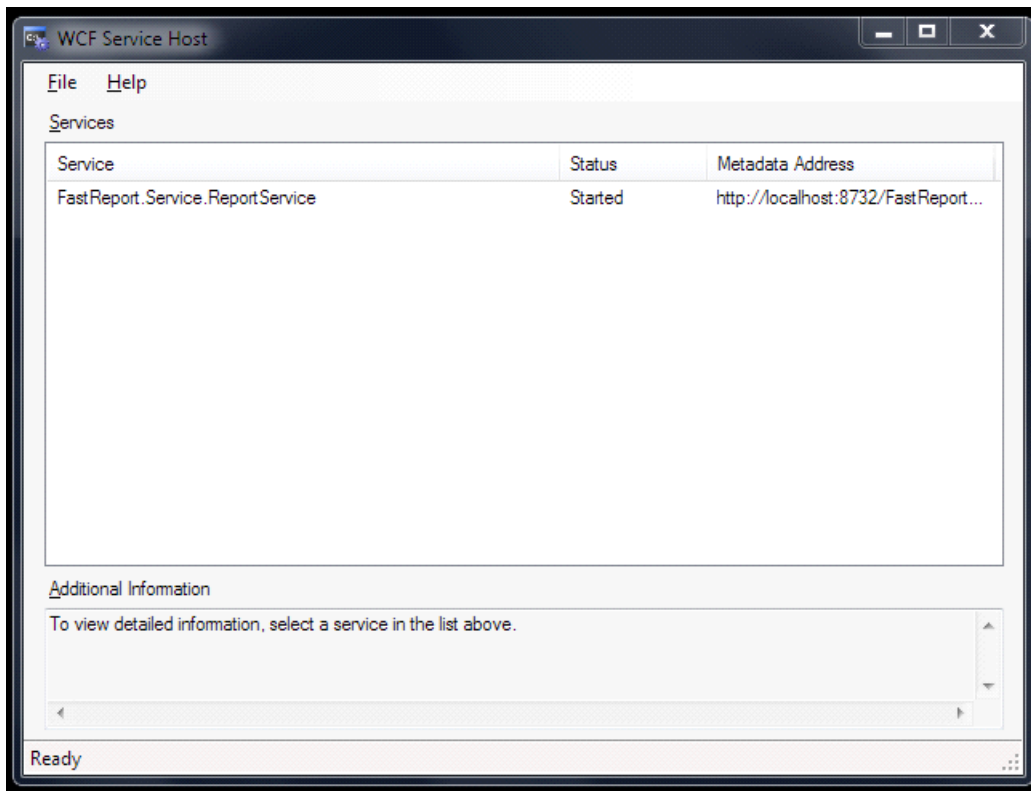 WCF Service Host
File Help
Services
Service Status Metadata Address
FastReport.Service.ReportService Started http://localhost:8732/FastReport...
Additional Information
To view detailed information, select a service in the list above.
Ready